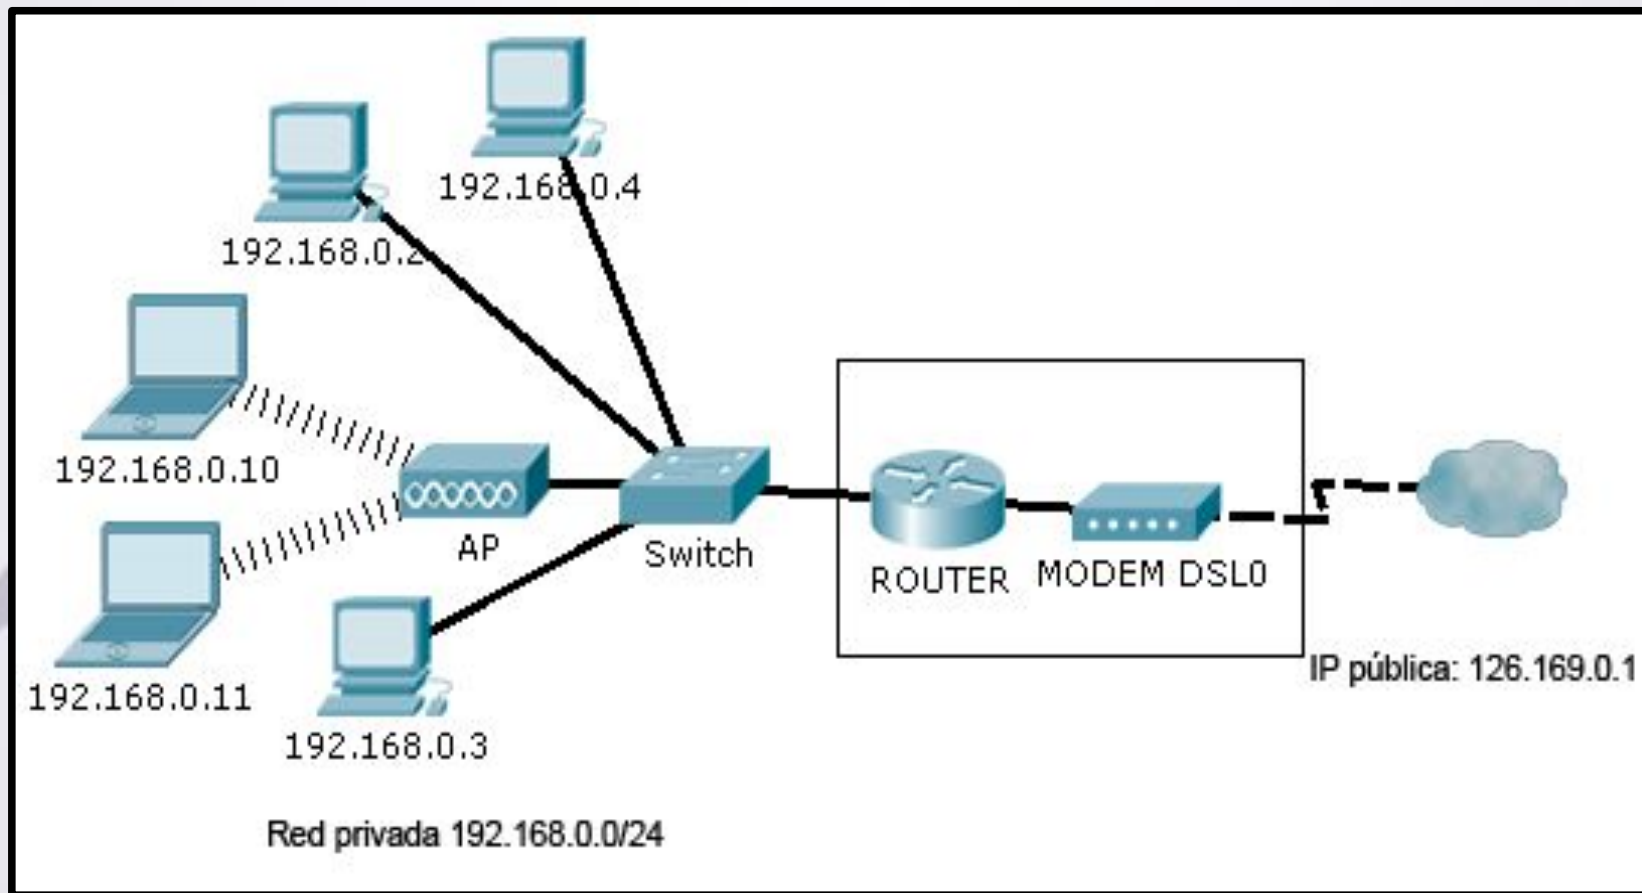 192.168.0.4
192.168.0.2
192.168.0.10
AP
Switch
ROUTER
MODEM DSL0
192.168.0.11
192.168.0.3
IP pública: 126.169.0.1
Red privada 192.168.0.0/24